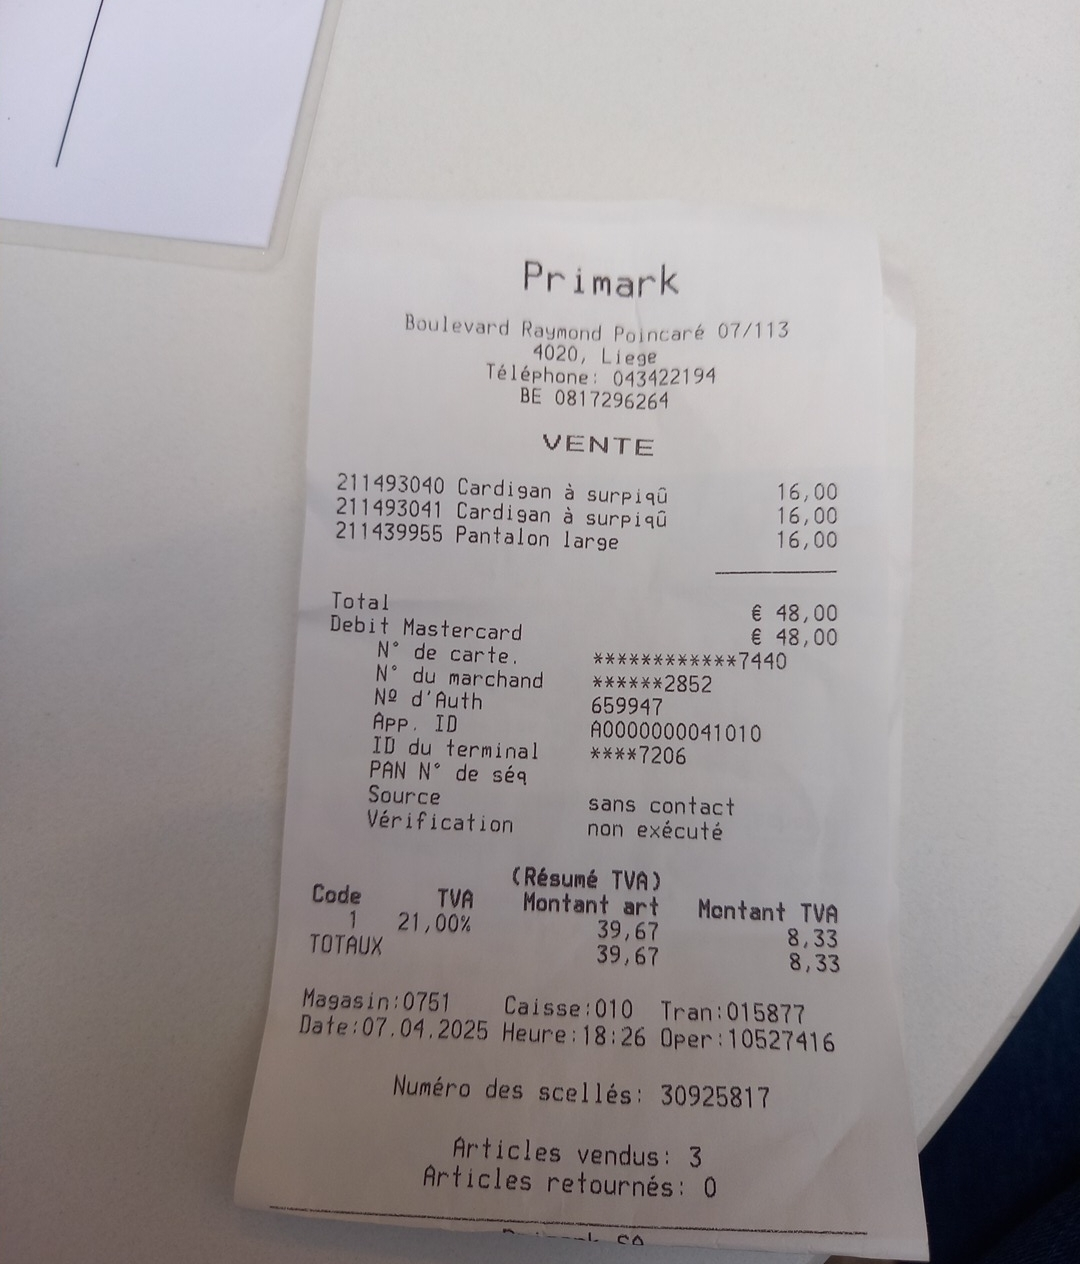 Primark
Boulevard Raymond Poincaré 07/113
4020, Liege
Téléphone: 043422194
BE 0817296264
VENTE
211493040 Cardigan à surpiqû 16,00
211493041 Cardigan à surpiqû 16,00
211439955 Pantalon large 16,00
Total € 48,00
Debit Mastercard € 48,00
N° de carte. ************7440
N° du marchand ******2852
Nº d'Auth 659947
App. ID A0000000041010
ID du terminal ****7206
PAN N° de séq
Source sans contact
Vérification non exécuté
(Résumé TVA)
Code TVA Montant art Montant TVA
1 21,00% 39,67 8,33
TOTAUX 39,67 8,33
Magasin:0751 Caisse:010 Tran:015877
Date:07.04.2025 Heure:18:26 Oper:10527416
Numéro des scellés: 30925817
Articles vendus: 3
Articles retournés: 0